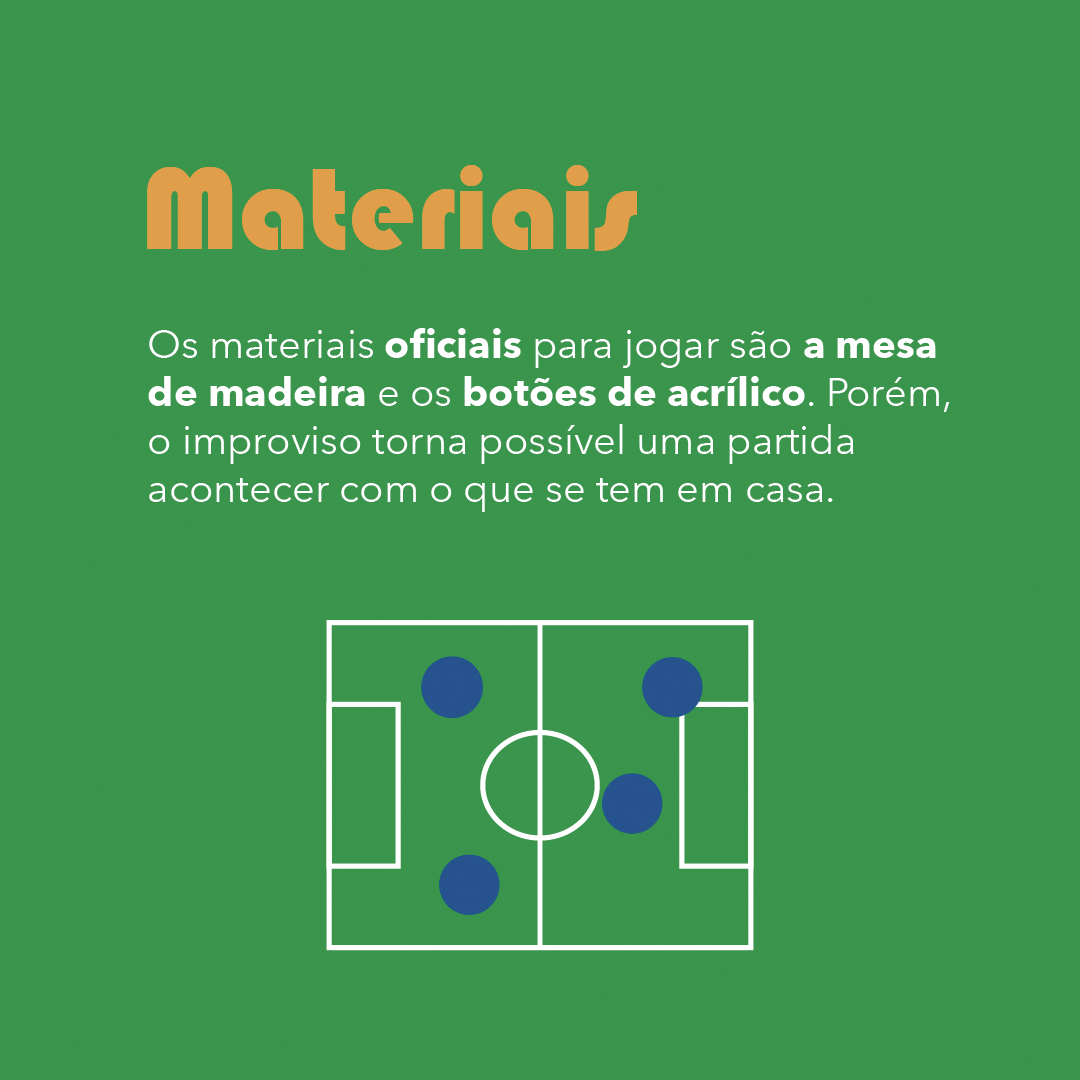 Materiais
Os materiais oficiais para jogar são a mesa
de madeira e os botões de acrílico. Porém,
o improviso torna possível uma partida
acontecer com o que se tem em casa.